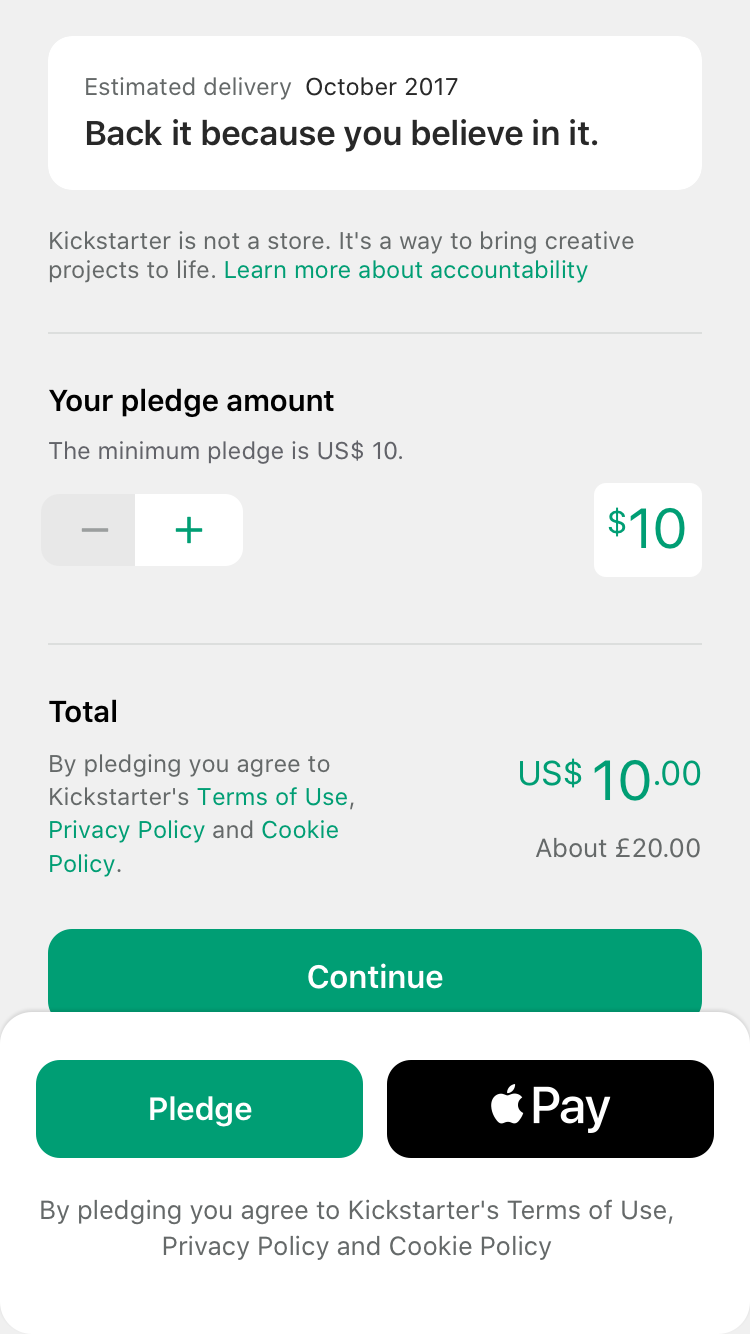 Estimated delivery October 2017
Back it because you believe in it.
Kickstarter is not a store. It's a way to bring creative
projects to life. Learn more about accountability
Your pledge amount
The minimum pledge is US$ 10.
− +
$10
Total
By pledging you agree to
Kickstarter's Terms of Use,
Privacy Policy and Cookie
Policy.
US$ 10.00
About £20.00
Continue
Pledge
Pay
By pledging you agree to Kickstarter's Terms of Use,
Privacy Policy and Cookie Policy